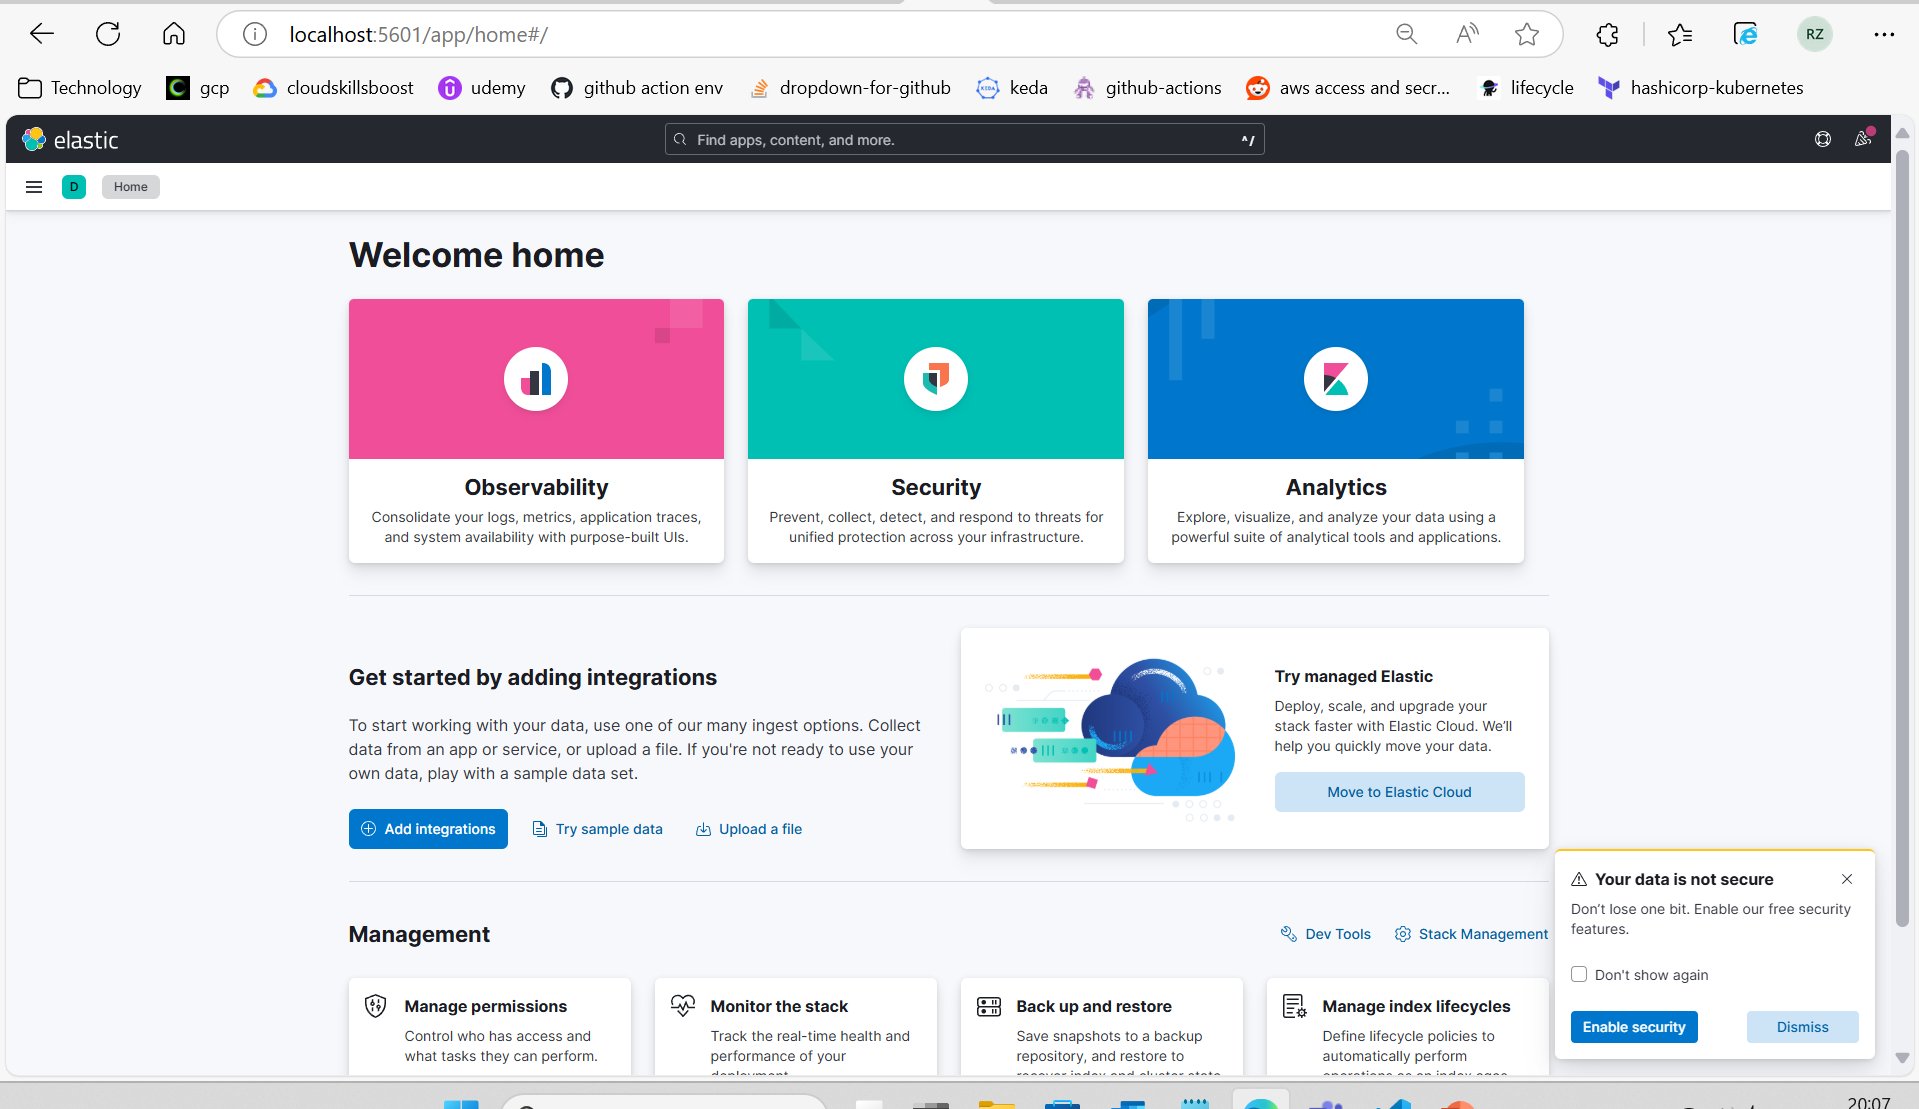 localhost:5601/app/home#/
RZ
Technology
gcp
cloudskillsboost
udemy
github action env
dropdown-for-github
keda
github-actions
aws access and secr...
lifecycle
hashicorp-kubernetes
elastic
Find apps, content, and more.
^/
D
Home
Welcome home
Observability
Consolidate your logs, metrics, application traces,
and system availability with purpose-built UIs.
Security
Prevent, collect, detect, and respond to threats for
unified protection across your infrastructure.
Analytics
Explore, visualize, and analyze your data using a
powerful suite of analytical tools and applications.
Get started by adding integrations
To start working with your data, use one of our many ingest options. Collect
data from an app or service, or upload a file. If you're not ready to use your
own data, play with a sample data set.
Add integrations
Try sample data
Upload a file
Try managed Elastic
Deploy, scale, and upgrade your
stack faster with Elastic Cloud. We’ll
help you quickly move your data.
Move to Elastic Cloud
Your data is not secure
Don’t lose one bit. Enable our free security
features.
Don't show again
Enable security
Dismiss
Management
Dev Tools
Stack Management
Manage permissions
Control who has access and
what tasks they can perform.
Monitor the stack
Track the real-time health and
performance of your
deployment.
Back up and restore
Save snapshots to a backup
repository, and restore to
recover index and cluster state.
Manage index lifecycles
Define lifecycle policies to
automatically perform
operations as an index ages.
20:07